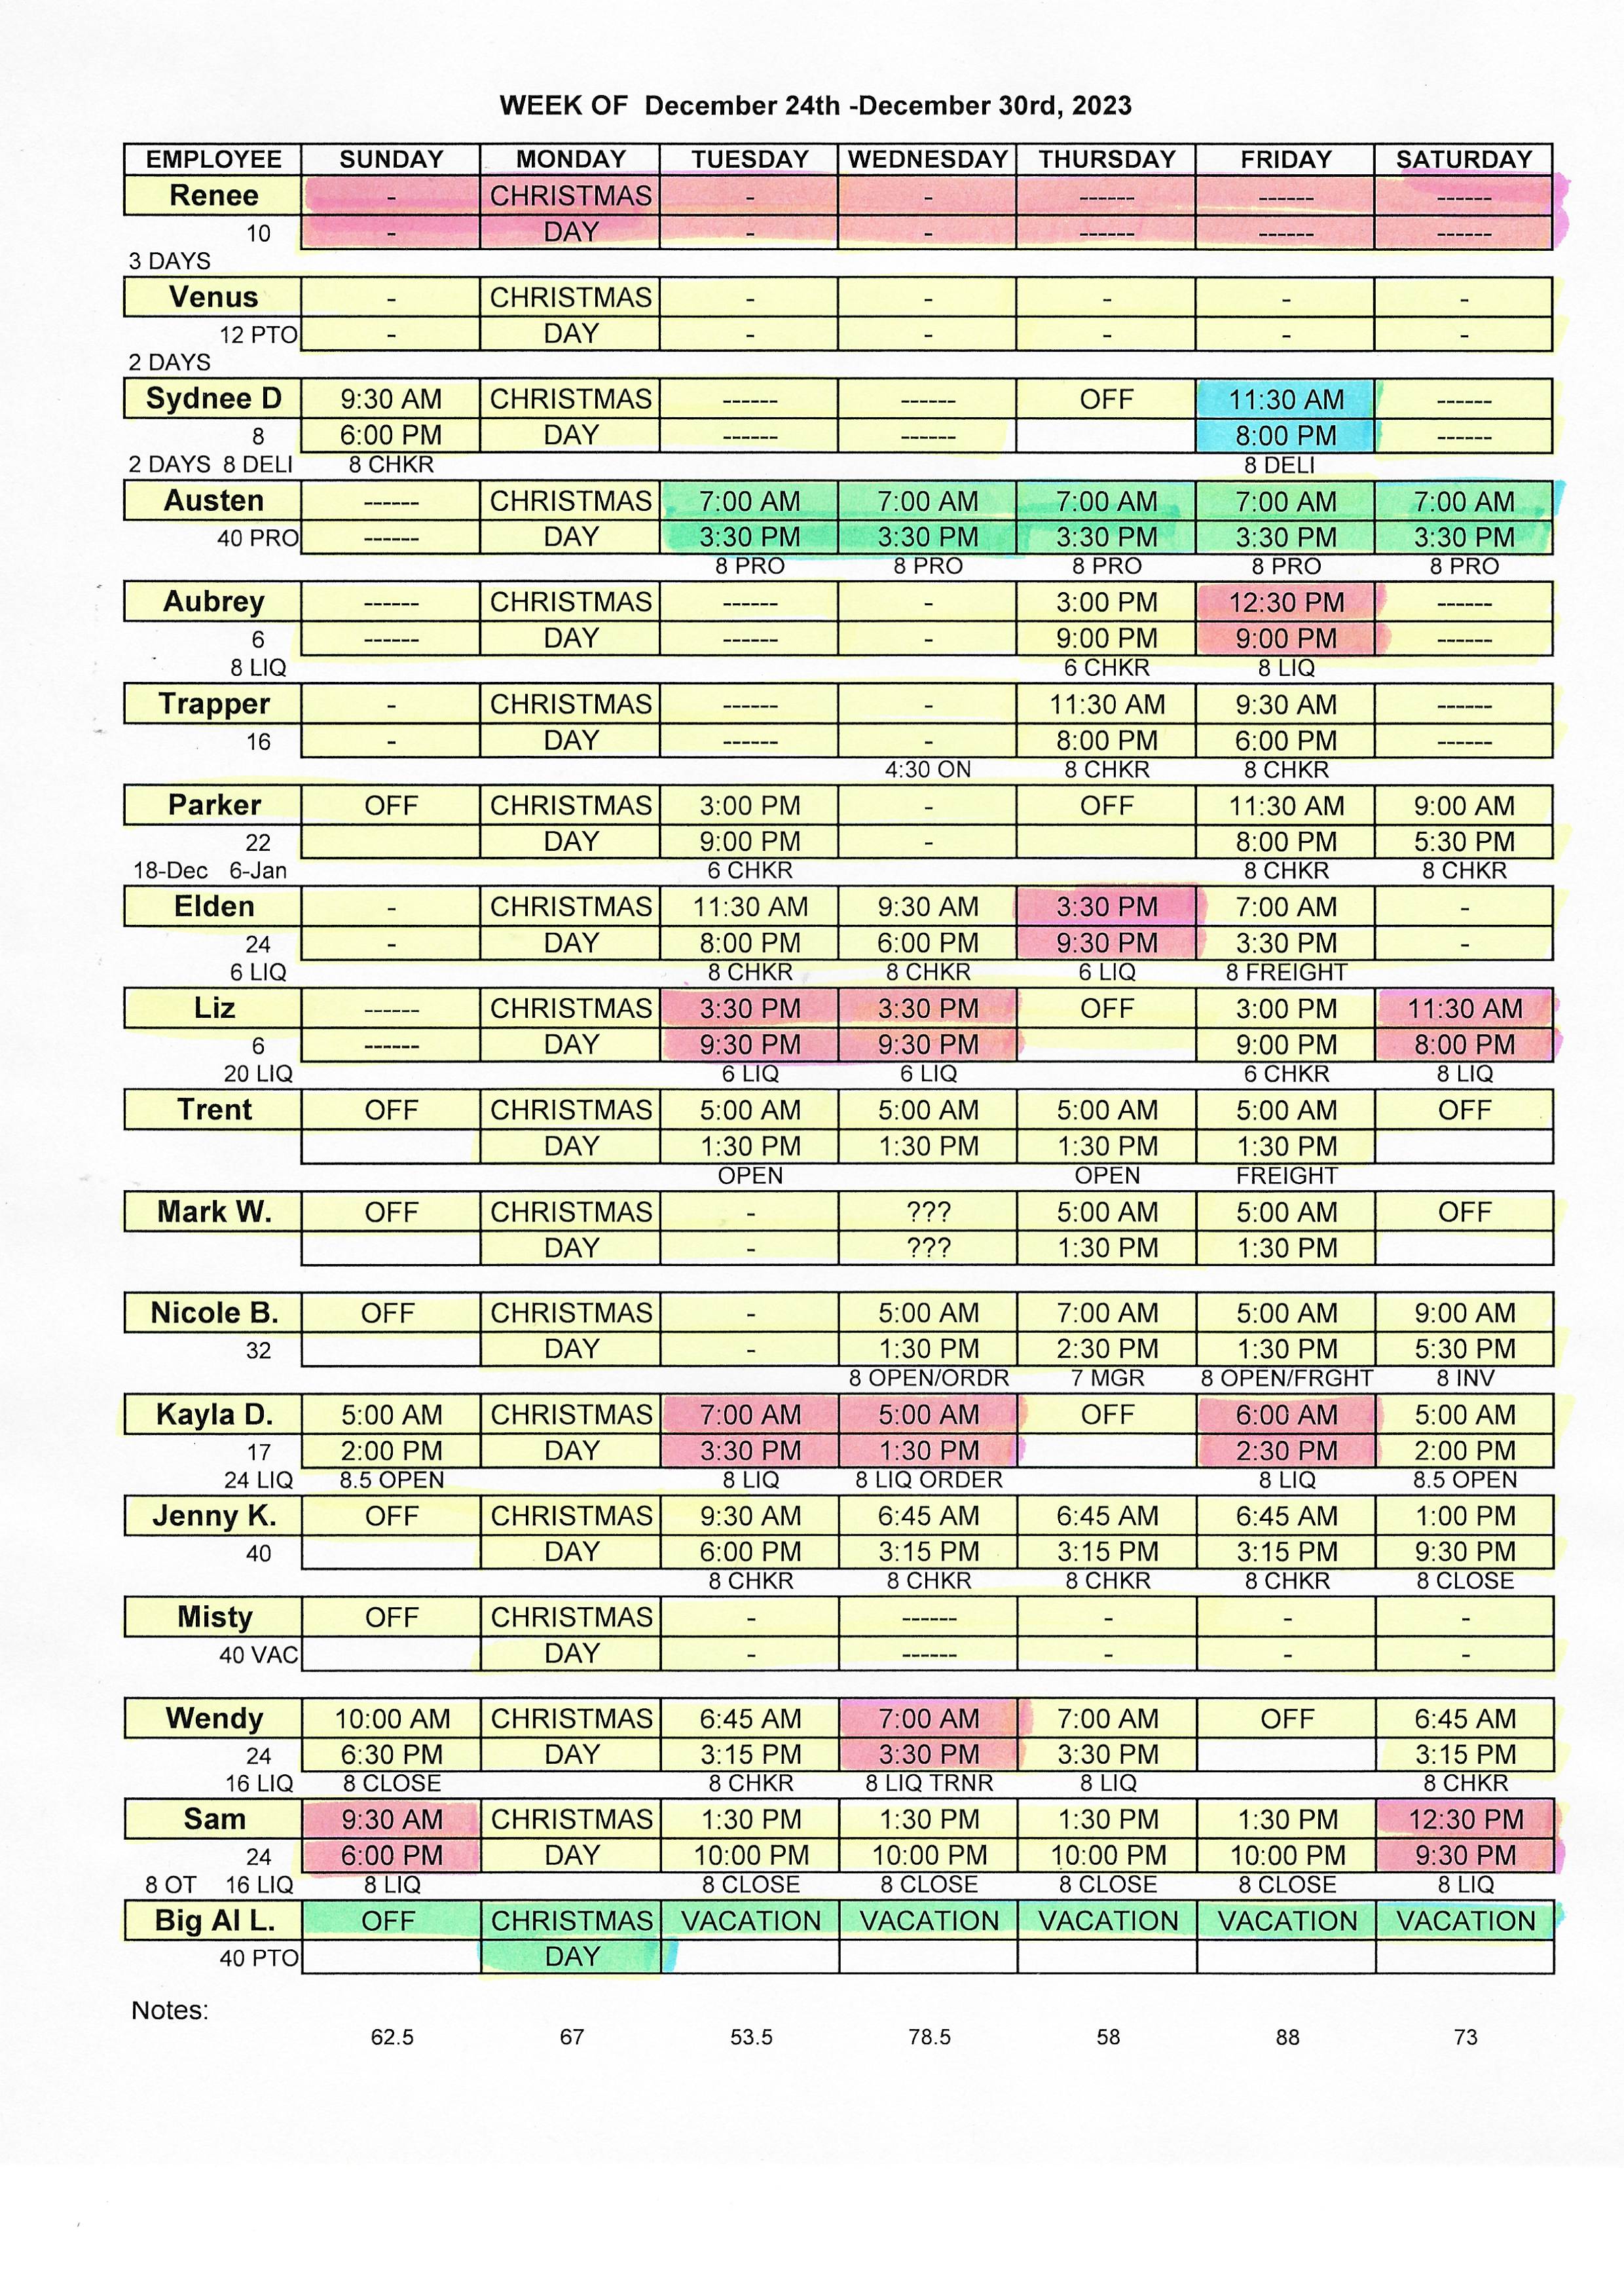 WEEK OF December 24th -December 30rd, 2023
EMPLOYEE SUNDAY MONDAY TUESDAY WEDNESDAY THURSDAY FRIDAY SATURDAY
Renee - CHRISTMAS - - ------ ------ ------
10 - DAY - - ------ ------ ------
3 DAYS
Venus - CHRISTMAS - - - - -
12 PTO - DAY - - - - -
2 DAYS
Sydnee D 9:30 AM CHRISTMAS ------ ------ OFF 11:30 AM ------
8 6:00 PM DAY ------ ------ 8:00 PM ------
2 DAYS 8 DELI 8 CHKR 8 DELI
Austen ------ CHRISTMAS 7:00 AM 7:00 AM 7:00 AM 7:00 AM 7:00 AM
40 PRO ------ DAY 3:30 PM 3:30 PM 3:30 PM 3:30 PM 3:30 PM
8 PRO 8 PRO 8 PRO 8 PRO 8 PRO
Aubrey ------ CHRISTMAS ------ - 3:00 PM 12:30 PM ------
6 ------ DAY ------ - 9:00 PM 9:00 PM ------
8 LIQ 6 CHKR 8 LIQ
Trapper - CHRISTMAS ------ - 11:30 AM 9:30 AM ------
16 - DAY ------ - 8:00 PM 6:00 PM ------
4:30 ON 8 CHKR 8 CHKR
Parker OFF CHRISTMAS 3:00 PM - OFF 11:30 AM 9:00 AM
22 DAY 9:00 PM - 8:00 PM 5:30 PM
18-Dec 6-Jan 6 CHKR 8 CHKR 8 CHKR
Elden - CHRISTMAS 11:30 AM 9:30 AM 3:30 PM 7:00 AM -
24 - DAY 8:00 PM 6:00 PM 9:30 PM 3:30 PM -
6 LIQ 8 CHKR 8 CHKR 6 LIQ 8 FREIGHT
Liz ------ CHRISTMAS 3:30 PM 3:30 PM OFF 3:00 PM 11:30 AM
6 ------ DAY 9:30 PM 9:30 PM 9:00 PM 8:00 PM
20 LIQ 6 LIQ 6 LIQ 6 CHKR 8 LIQ
Trent OFF CHRISTMAS 5:00 AM 5:00 AM 5:00 AM 5:00 AM OFF
DAY 1:30 PM 1:30 PM 1:30 PM 1:30 PM
OPEN OPEN FREIGHT
Mark W. OFF CHRISTMAS - ??? 5:00 AM 5:00 AM OFF
DAY - ??? 1:30 PM 1:30 PM
Nicole B. OFF CHRISTMAS - 5:00 AM 7:00 AM 5:00 AM 9:00 AM
32 DAY - 1:30 PM 2:30 PM 1:30 PM 5:30 PM
8 OPEN/ORDR 7 MGR 8 OPEN/FRGHT 8 INV
Kayla D. 5:00 AM CHRISTMAS 7:00 AM 5:00 AM OFF 6:00 AM 5:00 AM
17 2:00 PM DAY 3:30 PM 1:30 PM 2:30 PM 2:00 PM
24 LIQ 8.5 OPEN 8 LIQ 8 LIQ ORDER 8 LIQ 8.5 OPEN
Jenny K. OFF CHRISTMAS 9:30 AM 6:45 AM 6:45 AM 6:45 AM 1:00 PM
40 DAY 6:00 PM 3:15 PM 3:15 PM 3:15 PM 9:30 PM
8 CHKR 8 CHKR 8 CHKR 8 CHKR 8 CLOSE
Misty OFF CHRISTMAS - ------ - - -
40 VAC DAY - ------ - - -
Wendy 10:00 AM CHRISTMAS 6:45 AM 7:00 AM 7:00 AM OFF 6:45 AM
24 6:30 PM DAY 3:15 PM 3:30 PM 3:30 PM 3:15 PM
16 LIQ 8 CLOSE 8 CHKR 8 LIQ TRNR 8 LIQ 8 CHKR
Sam 9:30 AM CHRISTMAS 1:30 PM 1:30 PM 1:30 PM 1:30 PM 12:30 PM
24 6:00 PM DAY 10:00 PM 10:00 PM 10:00 PM 10:00 PM 9:30 PM
8 OT 16 LIQ 8 LIQ 8 CLOSE 8 CLOSE 8 CLOSE 8 CLOSE 8 LIQ
Big Al L. OFF CHRISTMAS VACATION VACATION VACATION VACATION VACATION
40 PTO DAY
Notes:
62.5 67 53.5 78.5 58 88 73